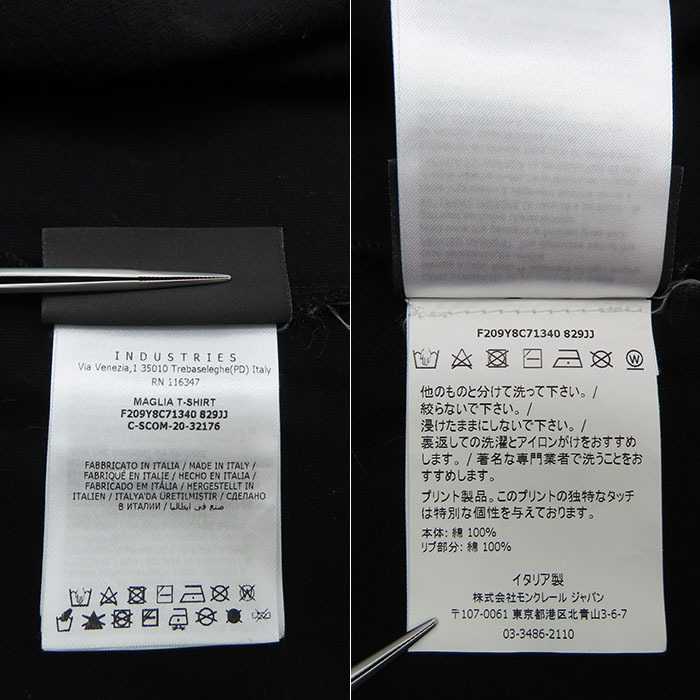 INDUSTRIES
Via Venezia,1 35010 Trebaseleghe(PD) Italy
RN 116347
MAGLIA T-SHIRT
F209Y8C71340 829JJ
C-SCOM-20-32176
FABBRICATO IN ITALIA / MADE IN ITALY /
FABRIQUÉ EN ITALIE / HECHO EN ITALIA /
FABRICADO EM ITÁLIA / HERGESTELLT IN
ITALIEN / ITALYA'DA ÜRETILMISTIR / СДЕЛАНО
В ИТАЛИИ / صنع في ايطاليا
F209Y8C71340 829JJ
他のものと分けて洗って下さい。/
絞らないで下さい。/
浸けたままにしないで下さい。/
裏返しての洗濯とアイロンがけをおすすめ
します。/ 著名な専門業者で洗うことをお
すすめします。
プリント製品。このプリントの独特なタッチ
は特別な個性を与えております。
本体: 綿 100%
リブ部分: 綿 100%
イタリア製
株式会社モンクレール ジャパン
〒107-0061 東京都港区北青山3-6-7
03-3486-2110